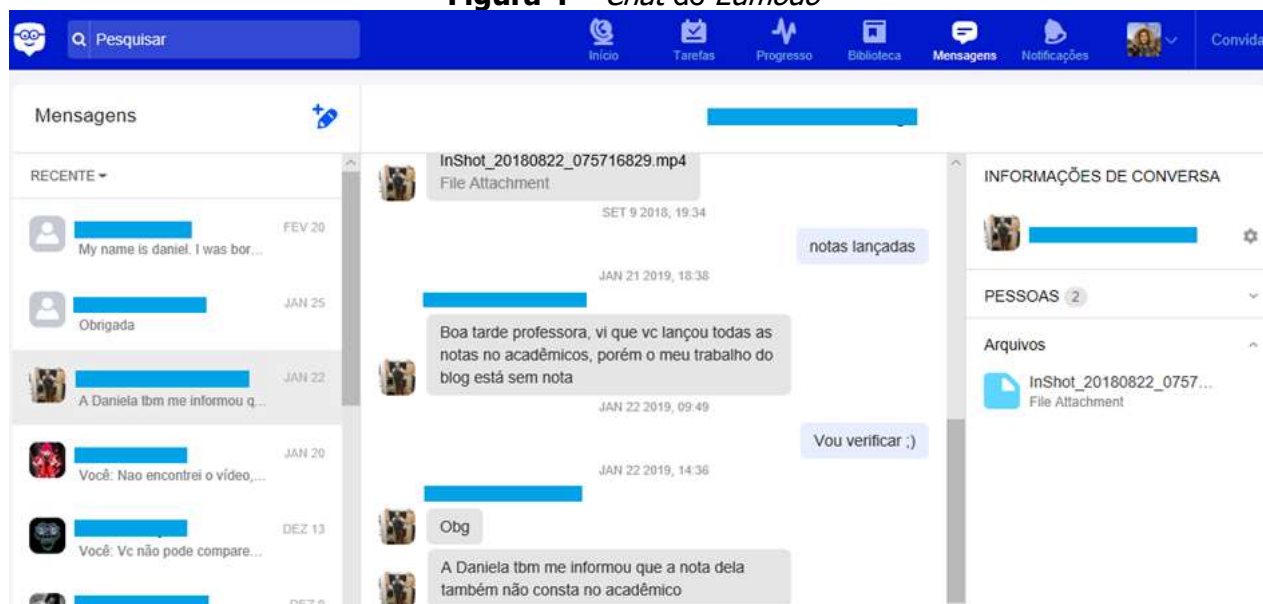 Figura 4 - Chat do Edmodo
Pesquisar
Início
Tarefas
Progresso
Biblioteca
Mensagens
Notificações
Convida
Mensagens
RECENTE
FEV 20
My name is daniel. I was bor...
JAN 25
Obrigada
JAN 22
A Daniela tbm me informou q...
JAN 20
Você: Nao encontrei o vídeo,...
DEZ 13
Você: Vc não pode compare...
InShot_20180822_075716829.mp4
File Attachment
SET 9 2018, 19:34
notas lançadas
JAN 21 2019, 18:38
Boa tarde professora, vi que vc lançou todas as
notas no acadêmicos, porém o meu trabalho do
blog está sem nota
JAN 22 2019, 09:49
Vou verificar ;)
JAN 22 2019, 14:36
Obg
A Daniela tbm me informou que a nota dela
também não consta no acadêmico
INFORMAÇÕES DE CONVERSA
PESSOAS 2
Arquivos
InShot_20180822_0757...
File Attachment